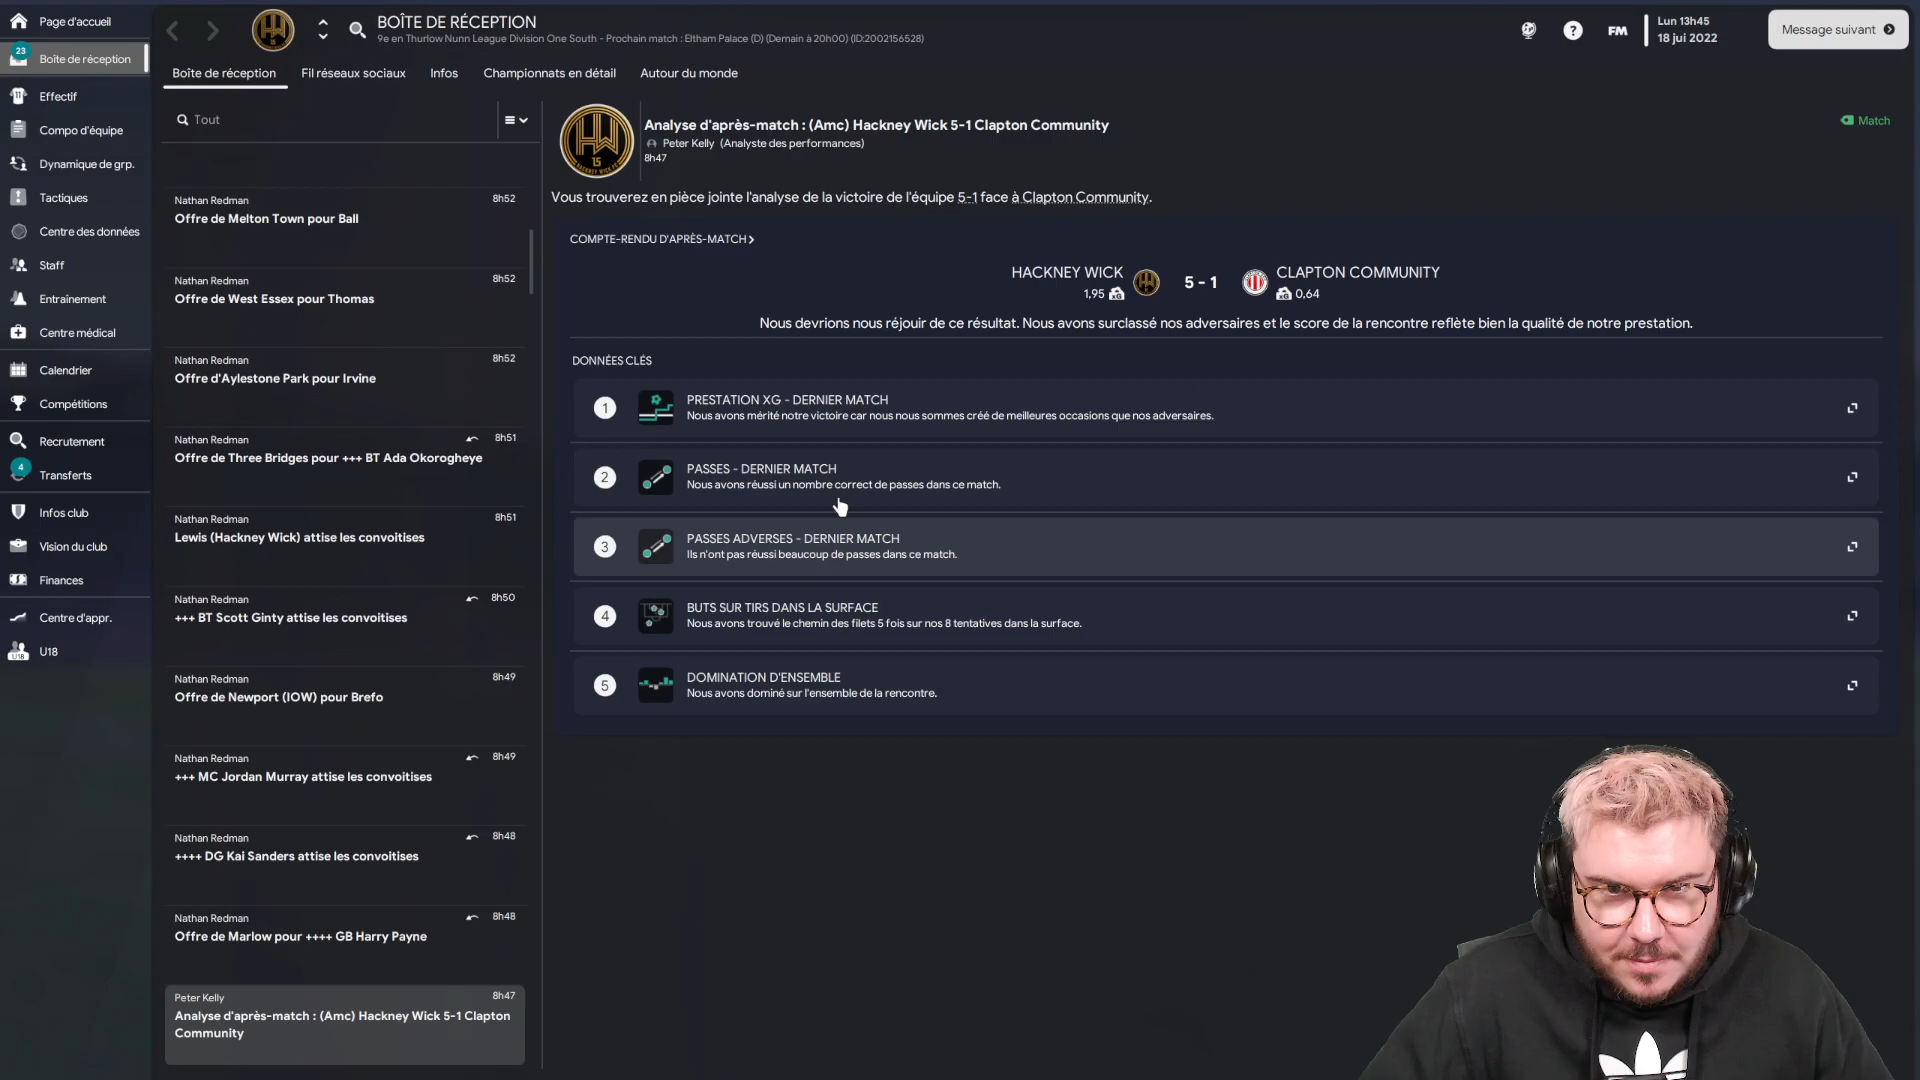 Page d'accueil
23
Boîte de réception
Effectif
Compo d'équipe
Dynamique de grp.
Tactiques
Centre des données
Staff
Entraînement
Centre médical
Calendrier
Compétitions
Recrutement
4
Transferts
Infos club
Vision du club
Finances
Centre d'appr.
U18
U18
BOÎTE DE RÉCEPTION
9e en Thurlow Nunn League Division One South - Prochain match : Eltham Palace (D) (Demain à 20h00) (ID:2002156528)
FM
Lun 13h45
18 jui 2022
Message suivant
Boîte de réception
Fil réseaux sociaux
Infos
Championnats en détail
Autour du monde
Tout
Nathan Redman 8h52
Offre de Melton Town pour Ball
Nathan Redman 8h52
Offre de West Essex pour Thomas
Nathan Redman 8h52
Offre d'Aylestone Park pour Irvine
Nathan Redman 8h51
Offre de Three Bridges pour +++ BT Ada Okorogheye
Nathan Redman 8h51
Lewis (Hackney Wick) attise les convoitises
Nathan Redman 8h50
+++ BT Scott Ginty attise les convoitises
Nathan Redman 8h49
Offre de Newport (IOW) pour Brefo
Nathan Redman 8h49
+++ MC Jordan Murray attise les convoitises
Nathan Redman 8h48
++++ DG Kai Sanders attise les convoitises
Nathan Redman 8h48
Offre de Marlow pour ++++ GB Harry Payne
Peter Kelly 8h47
Analyse d'après-match : (Amc) Hackney Wick 5-1 Clapton
Community
Analyse d'après-match : (Amc) Hackney Wick 5-1 Clapton Community
Peter Kelly (Analyste des performances)
8h47
Match
Vous trouverez en pièce jointe l'analyse de la victoire de l'équipe 5-1 face à Clapton Community.
COMPTE-RENDU D'APRÈS-MATCH
HACKNEY WICK
1,95 xG
5 - 1
CLAPTON COMMUNITY
xG 0,64
Nous devrions nous réjouir de ce résultat. Nous avons surclassé nos adversaires et le score de la rencontre reflète bien la qualité de notre prestation.
DONNÉES CLÉS
1
PRESTATION XG - DERNIER MATCH
Nous avons mérité notre victoire car nous nous sommes créé de meilleures occasions que nos adversaires.
2
PASSES - DERNIER MATCH
Nous avons réussi un nombre correct de passes dans ce match.
3
PASSES ADVERSES - DERNIER MATCH
Ils n'ont pas réussi beaucoup de passes dans ce match.
4
BUTS SUR TIRS DANS LA SURFACE
Nous avons trouvé le chemin des filets 5 fois sur nos 8 tentatives dans la surface.
5
DOMINATION D'ENSEMBLE
Nous avons dominé sur l'ensemble de la rencontre.